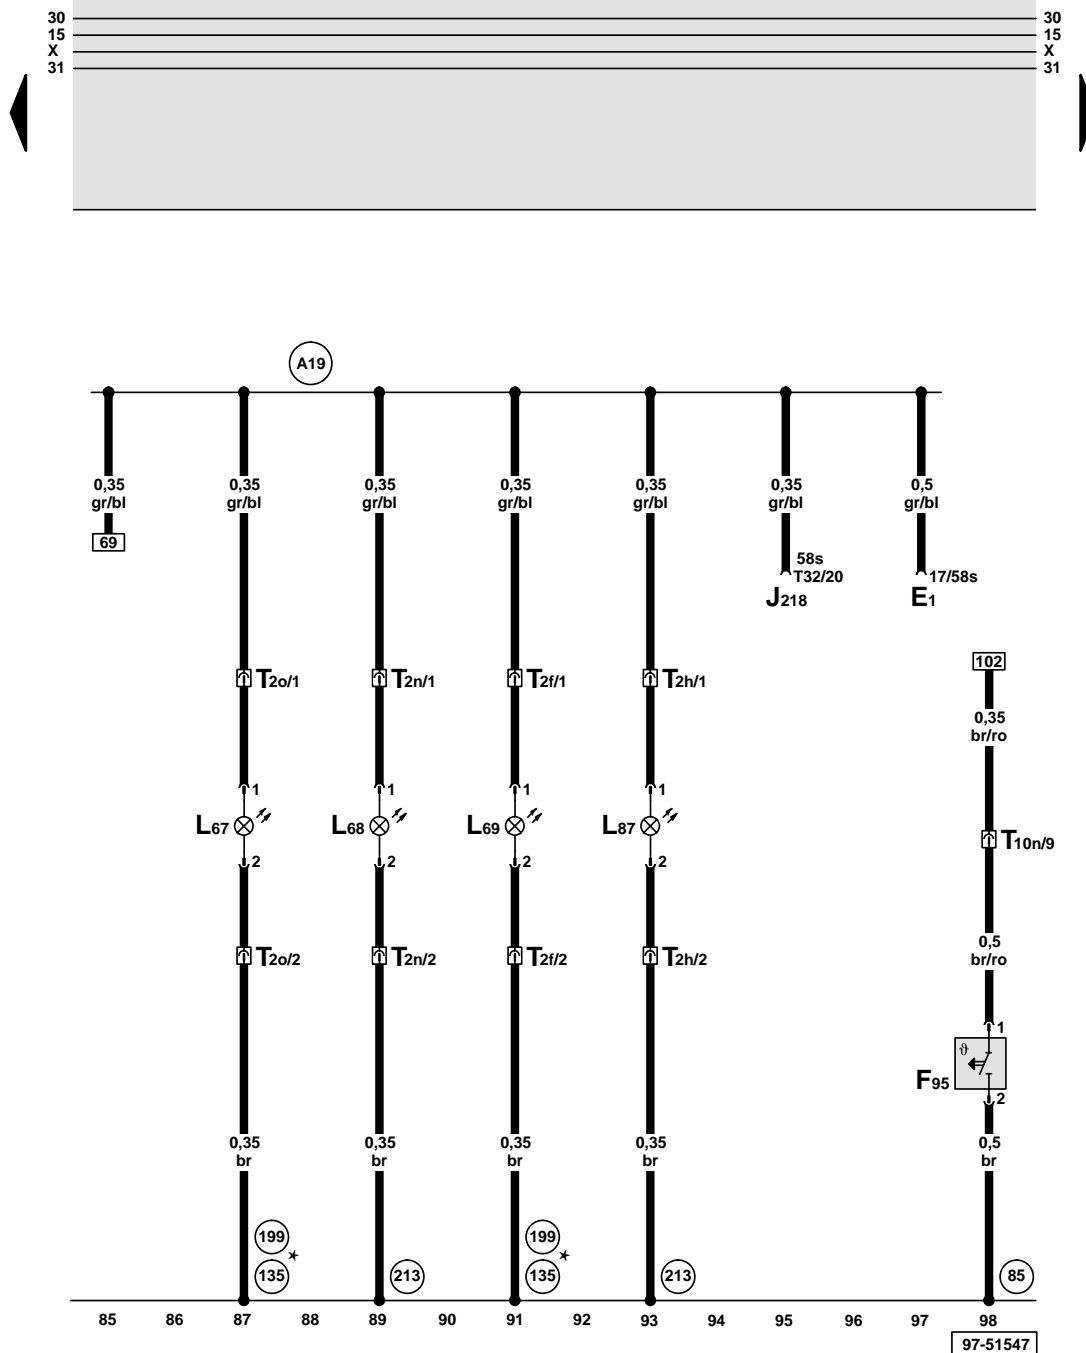 30 30
15 15
X X
31 31
A19
0,35 0,35 0,35 0,35 0,35 0,35 0,5
gr/bl gr/bl gr/bl gr/bl gr/bl gr/bl gr/bl
69
58s
T32/20 17/58s
J218 E1
102
T2o/1 T2n/1 T2f/1 T2h/1
0,35
br/ro
1 1 1 1
L67 L68 L69 L87
T10n/9
2 2 2 2
0,5
br/ro
T2o/2 T2n/2 T2f/2 T2h/2
1
ϑ
F95
2
0,35 0,35 0,35 0,35 0,5
br br br br br
199 199
135 213 135 213 85
85 86 87 88 89 90 91 92 93 94 95 96 97 98
97-51547